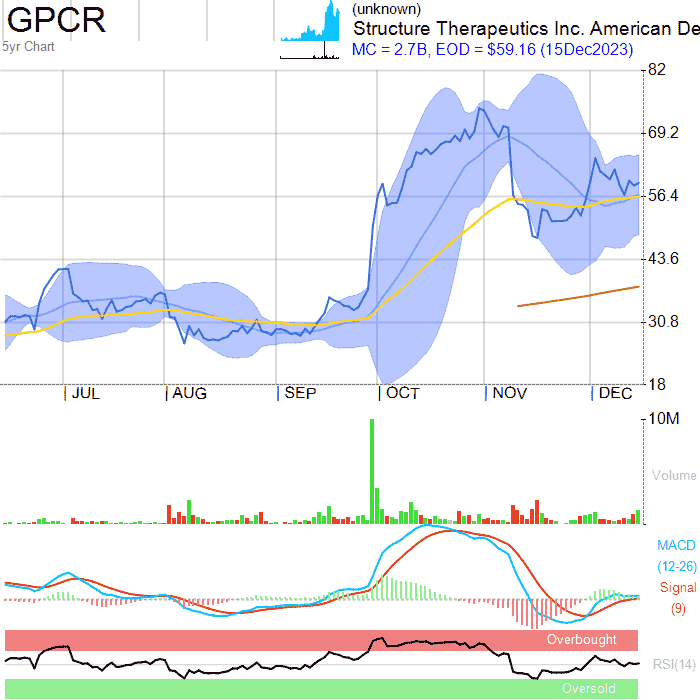 GPCR
5yr Chart
(unknown)
Structure Therapeutics Inc. American De
MC = 2.7B, EOD = $59.16 (15Dec2023)
82
69.2
56.4
43.6
30.8
18
JUL AUG SEP OCT NOV DEC
10M
Volume
MACD
(12-26)
Signal
(9)
Overbought
RSI(14)
Oversold